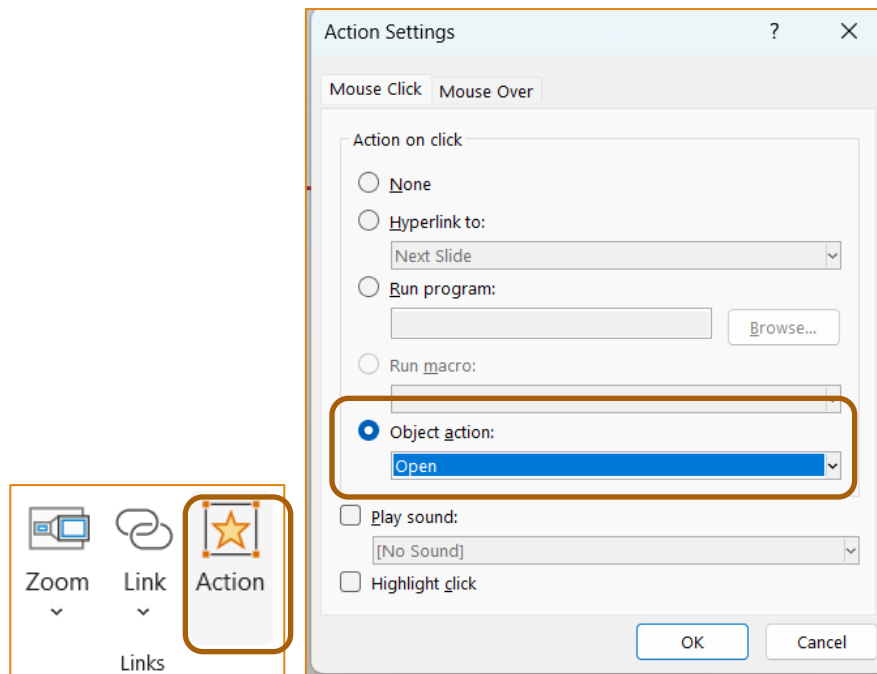 Action Settings
?
Mouse Click Mouse Over
Action on click
None
Hyperlink to:
Next Slide
Run program:
Browse...
Run macro:
Object action:
Open
Play sound:
[No Sound]
Highlight click
OK Cancel
Zoom Link Action
Links